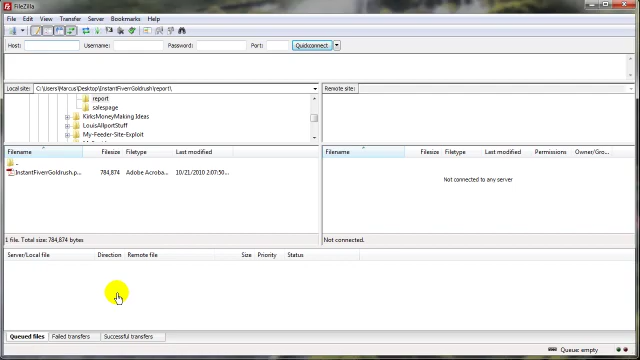 FileZilla
File Edit View Transfer Server Bookmarks Help
Host: Username: Password: Port: Quickconnect
Local site: C:\Users\Marcus\Desktop\InstantFiverrGoldrush\report\
Remote site:
report
salespage
KirksMoneyMaking Ideas
LouisAllportStuff
My-Feeder-Site-Exploit
Filename Filesize Filetype Last modified
Filename Filesize Filetype Last modified Permissions Owner/Gro...
..
InstantFiverrGoldrush.p... 784,874 Adobe Acroba... 10/21/2010 2:07:50...
Not connected to any server
1 file. Total size: 784,874 bytes
Not connected.
Server/Local file Direction Remote file Size Priority Status
Queued files Failed transfers Successful transfers
Queue: empty